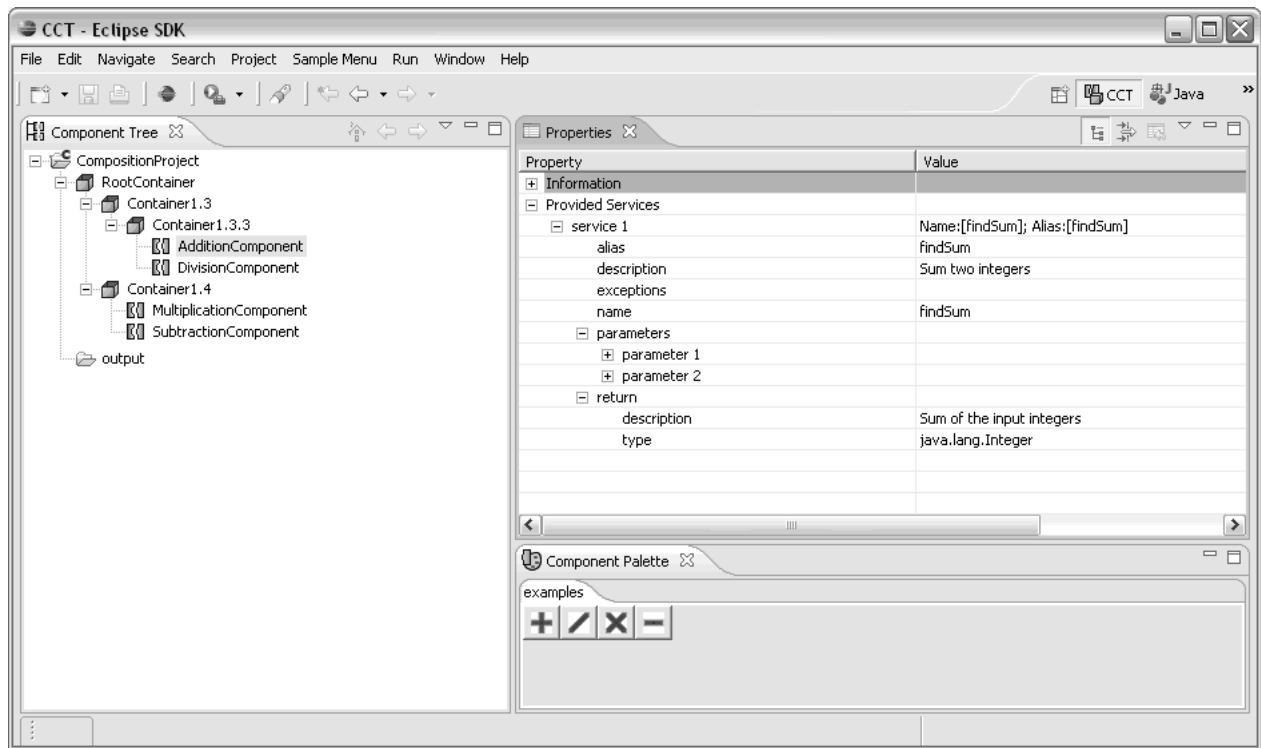 CCT - Eclipse SDK
File Edit Navigate Search Project Sample Menu Run Window Help
CCT Java »
Component Tree
CompositionProject
RootContainer
Container1.3
Container1.3.3
AdditionComponent
DivisionComponent
Container1.4
MultiplicationComponent
SubtractionComponent
output
Properties
Property Value
Information
Provided Services
service 1 Name:[findSum]; Alias:[findSum]
alias findSum
description Sum two integers
exceptions
name findSum
parameters
parameter 1
parameter 2
return
description Sum of the input integers
type java.lang.Integer
Component Palette
examples